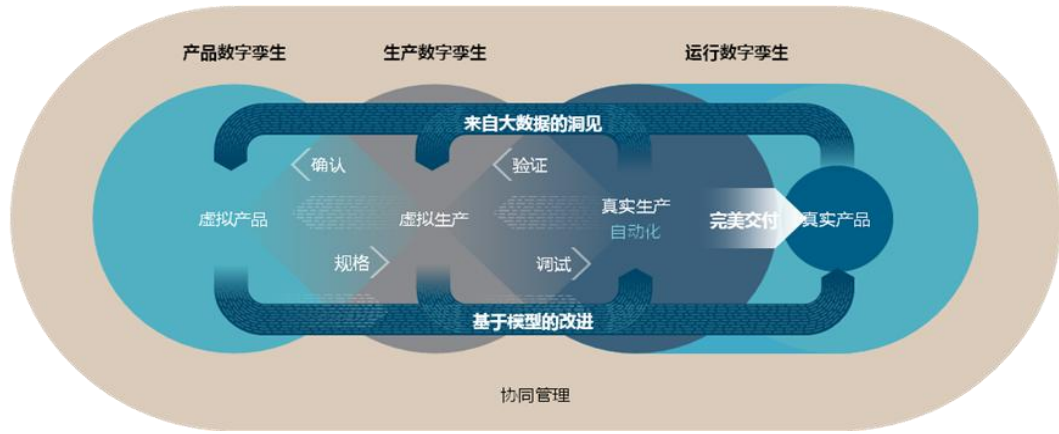 产品数字孪生
生产数字孪生
运行数字孪生
来自大数据的洞见
确认
验证
虚拟产品
虚拟生产
真实生产
自动化
完美交付
真实产品
规格
调试
基于模型的改进
协同管理